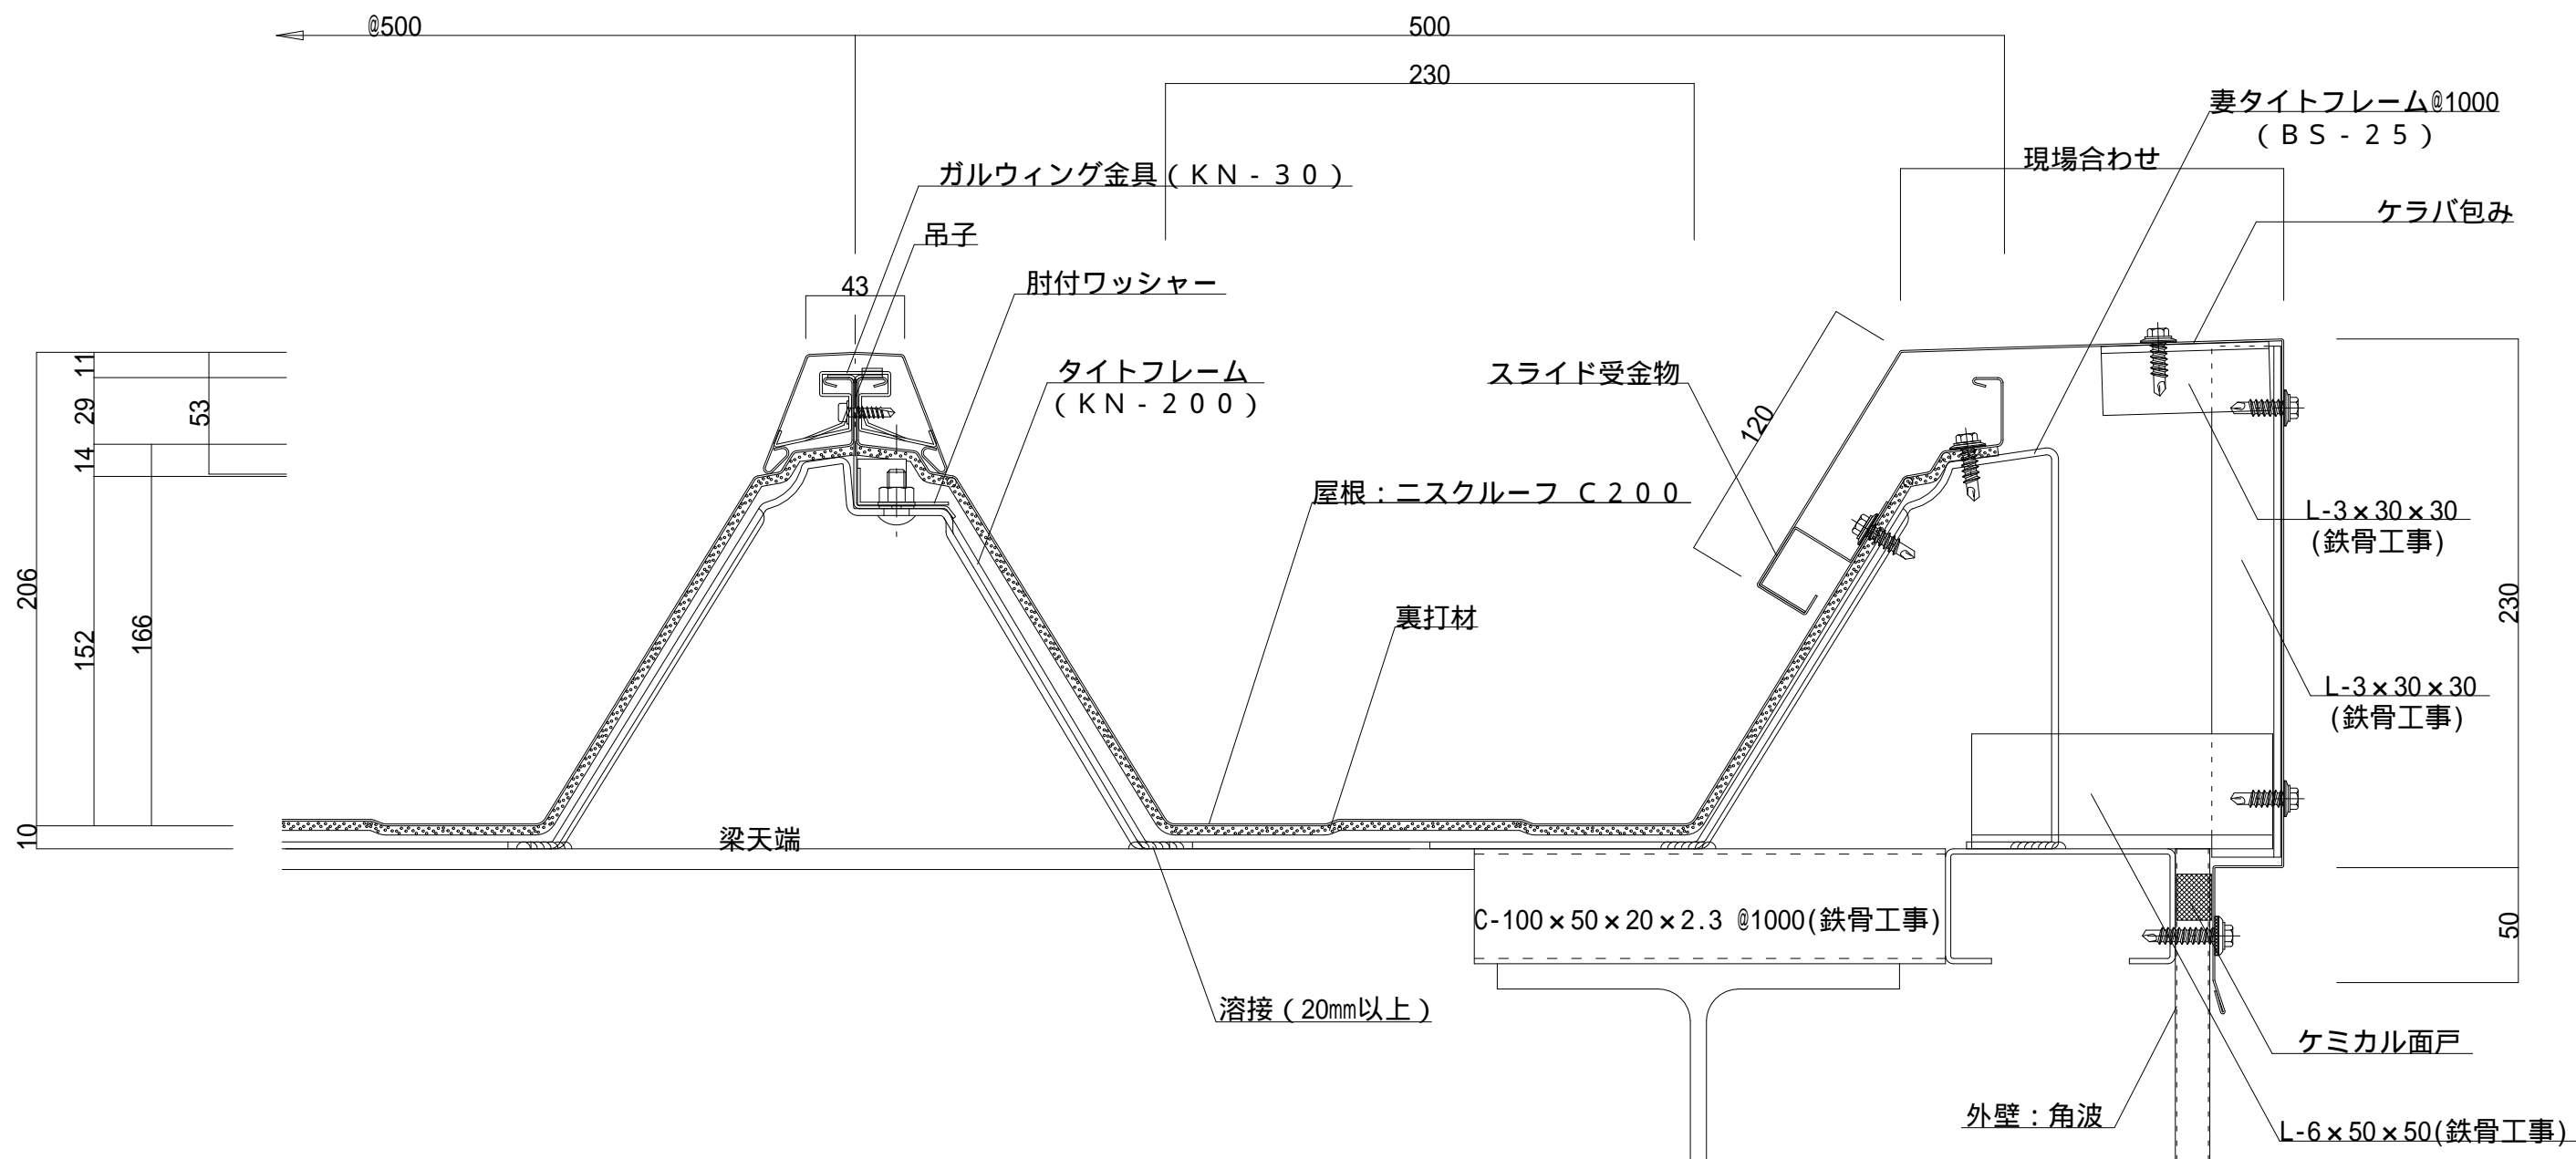 @500
500
230
妻タイトフレーム@1000
（ＢＳ-２５）
現場合わせ
ガルウィング金具（ＫＮ-３０）
ケラバ包み
吊子
肘付ワッシャー
43
タイトフレーム
（ＫＮ-２００）
スライド受金物
120
11
29
53
14
屋根：ニスクルーフ Ｃ２００
L-3×30×30
(鉄骨工事)
206
152
166
裏打材
230
L-3×30×30
(鉄骨工事)
10
梁天端
C-100×50×20×2.3 @1000(鉄骨工事)
50
溶接（20㎜以上）
ケミカル面戸
外壁：角波
L-6×50×50(鉄骨工事)